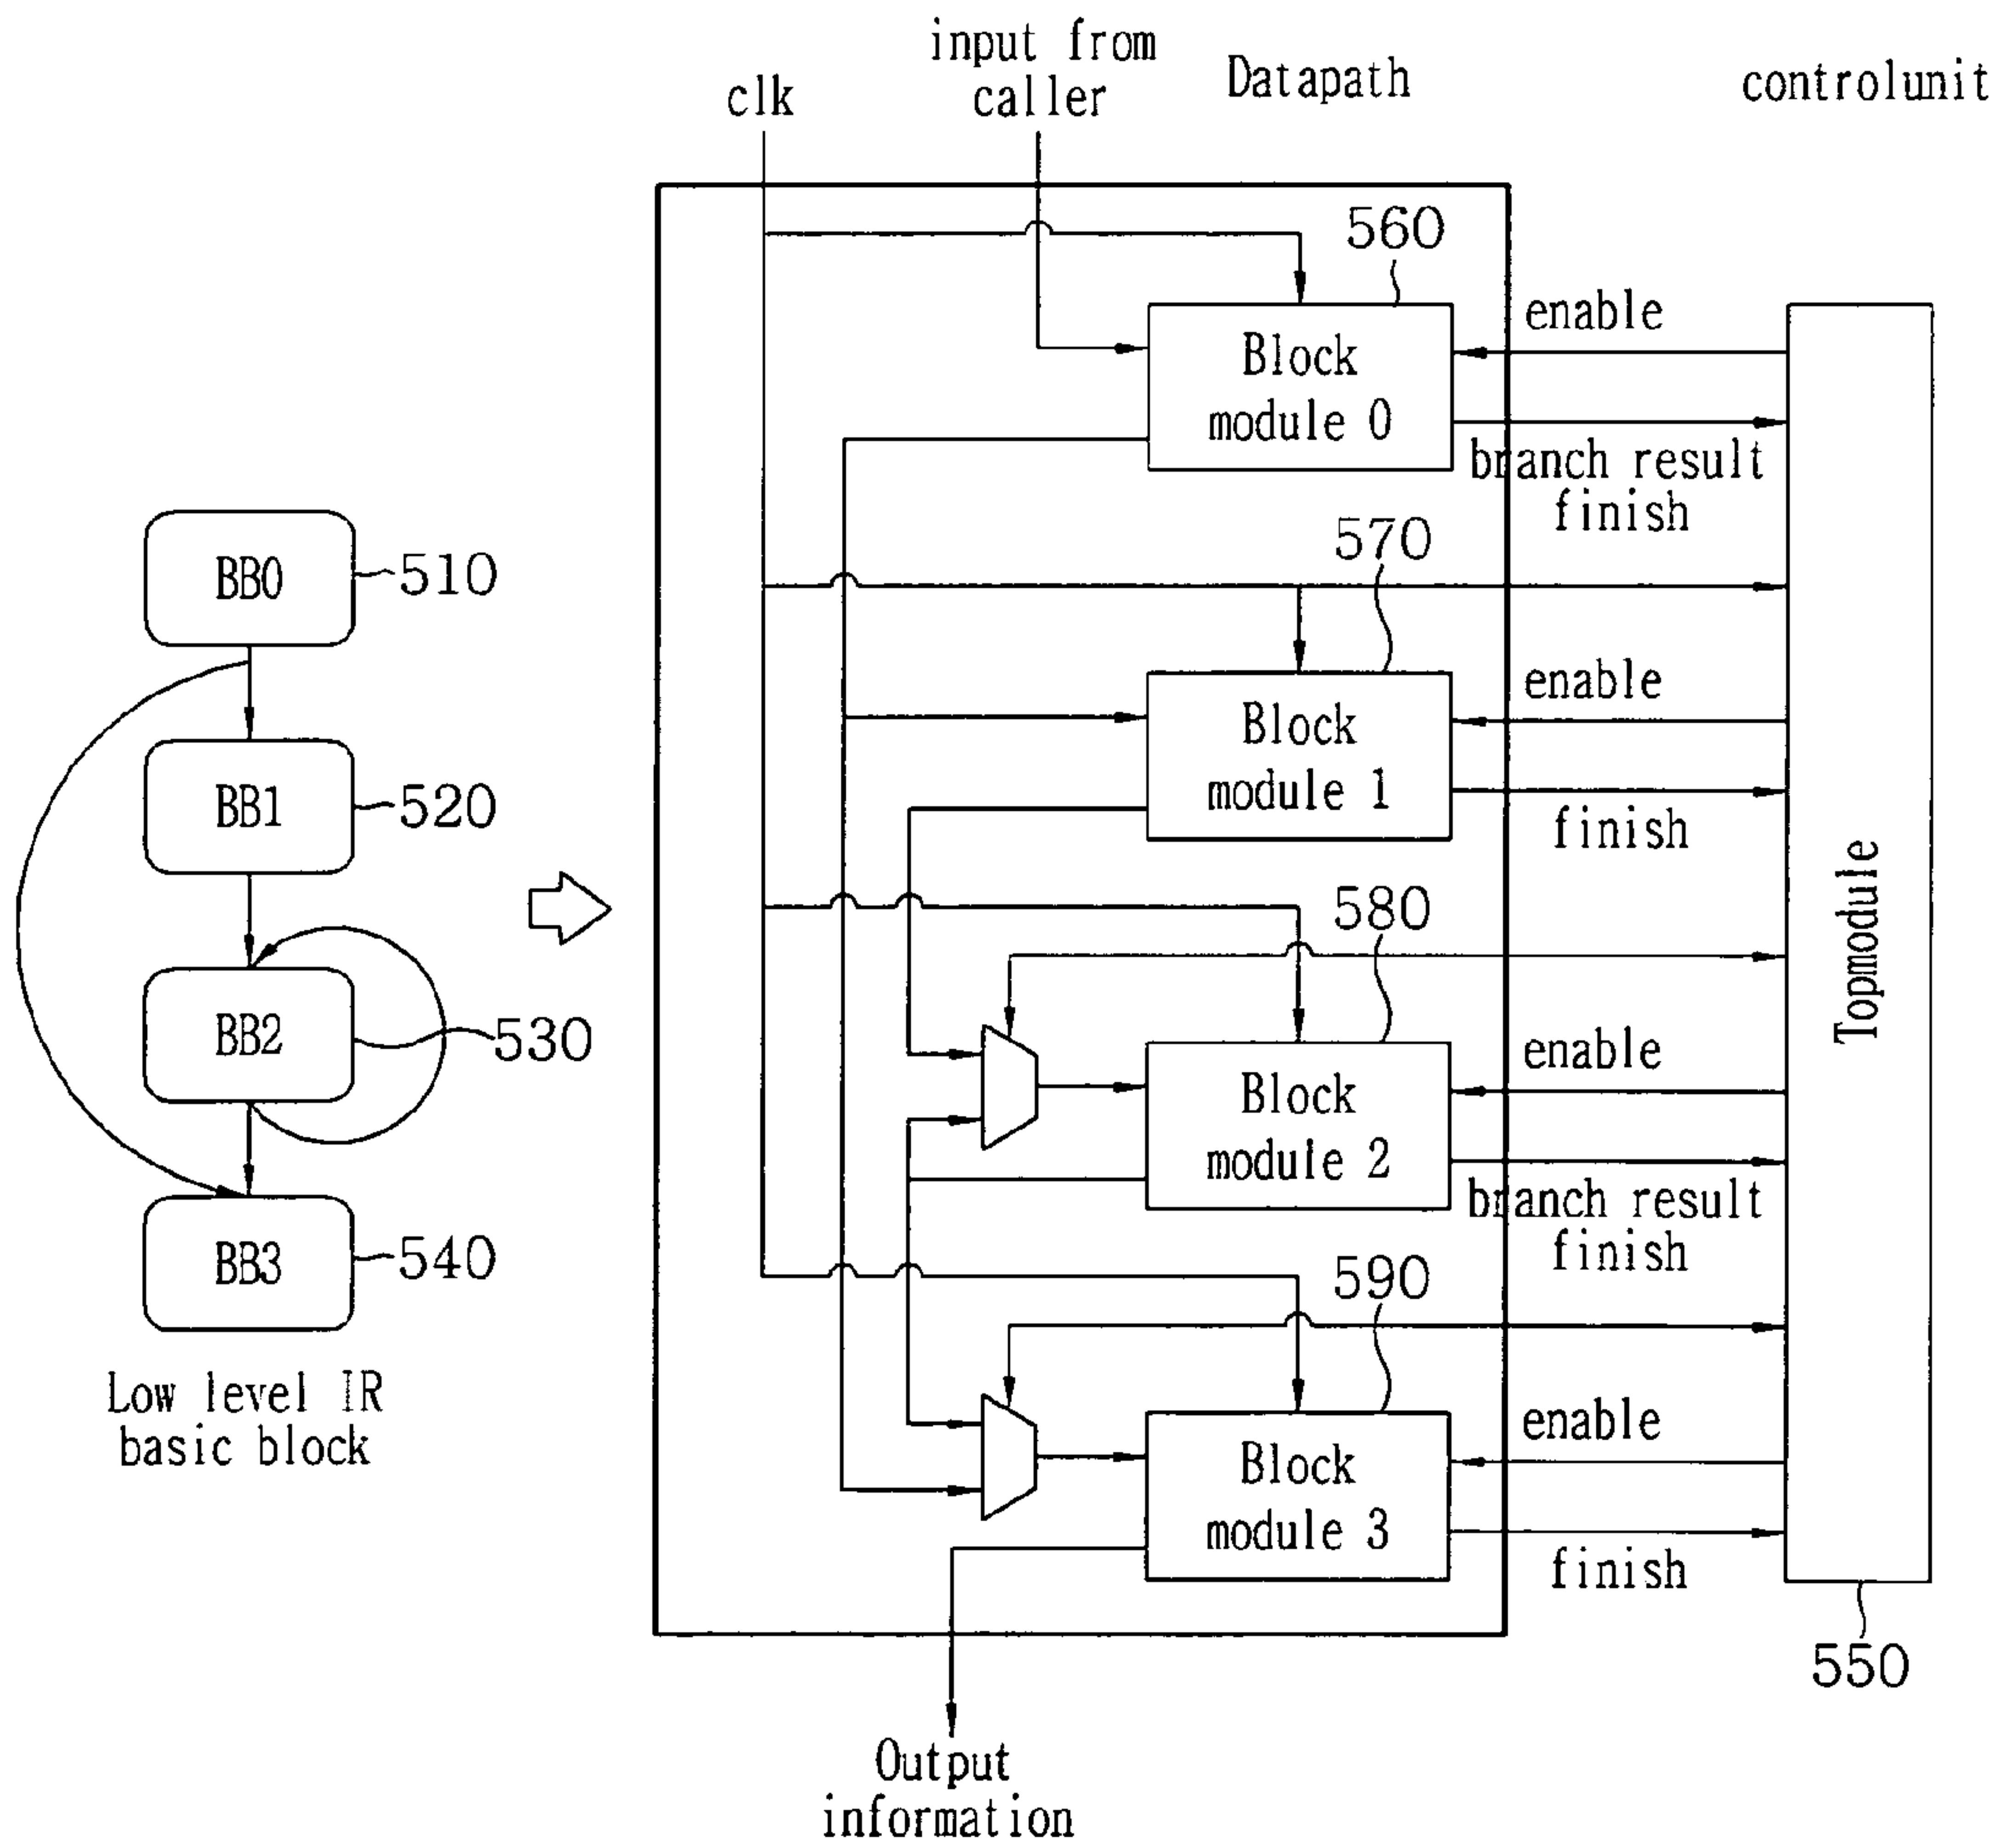 input from
caller
clk
Datapath
controlunit
560
enable
Block
module 0
branch result
finish
BB0
510
570
enable
Block
module 1
finish
BB1
520
Topmodule
580
BB2
530
enable
Block
module 2
branch result
finish
BB3
540
590
Low level IR
basic block
enable
Block
module 3
finish
550
Output
information